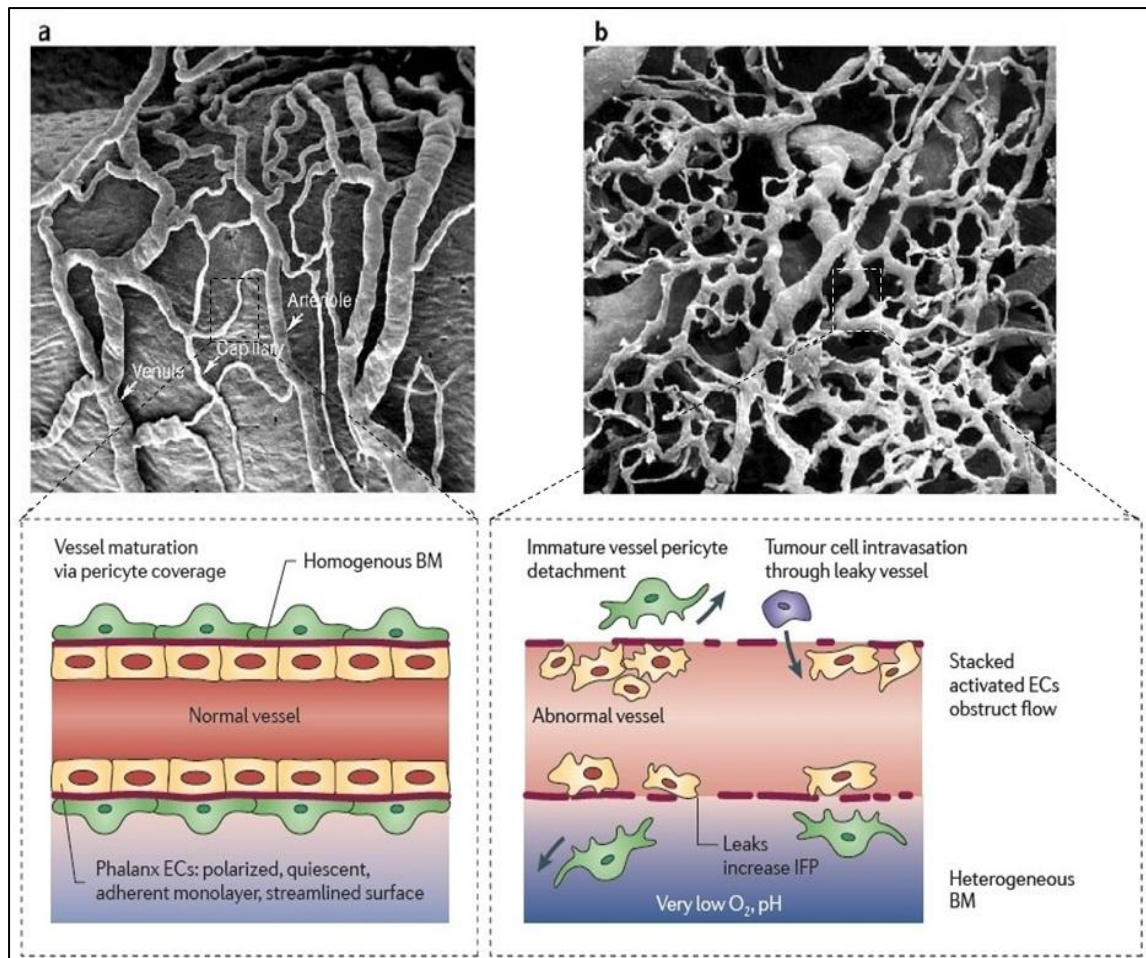 a
b
Arteriole
Capillary
Venule
Vessel maturation
via pericyte coverage
Homogenous BM
Normal vessel
Phalanx ECs: polarized, quiescent,
adherent monolayer, streamlined surface
Immature vessel pericyte
detachment
Tumour cell intravasation
through leaky vessel
Stacked
activated ECs
obstruct flow
Abnormal vessel
Leaks
increase IFP
Very low O₂, pH
Heterogeneous
BM